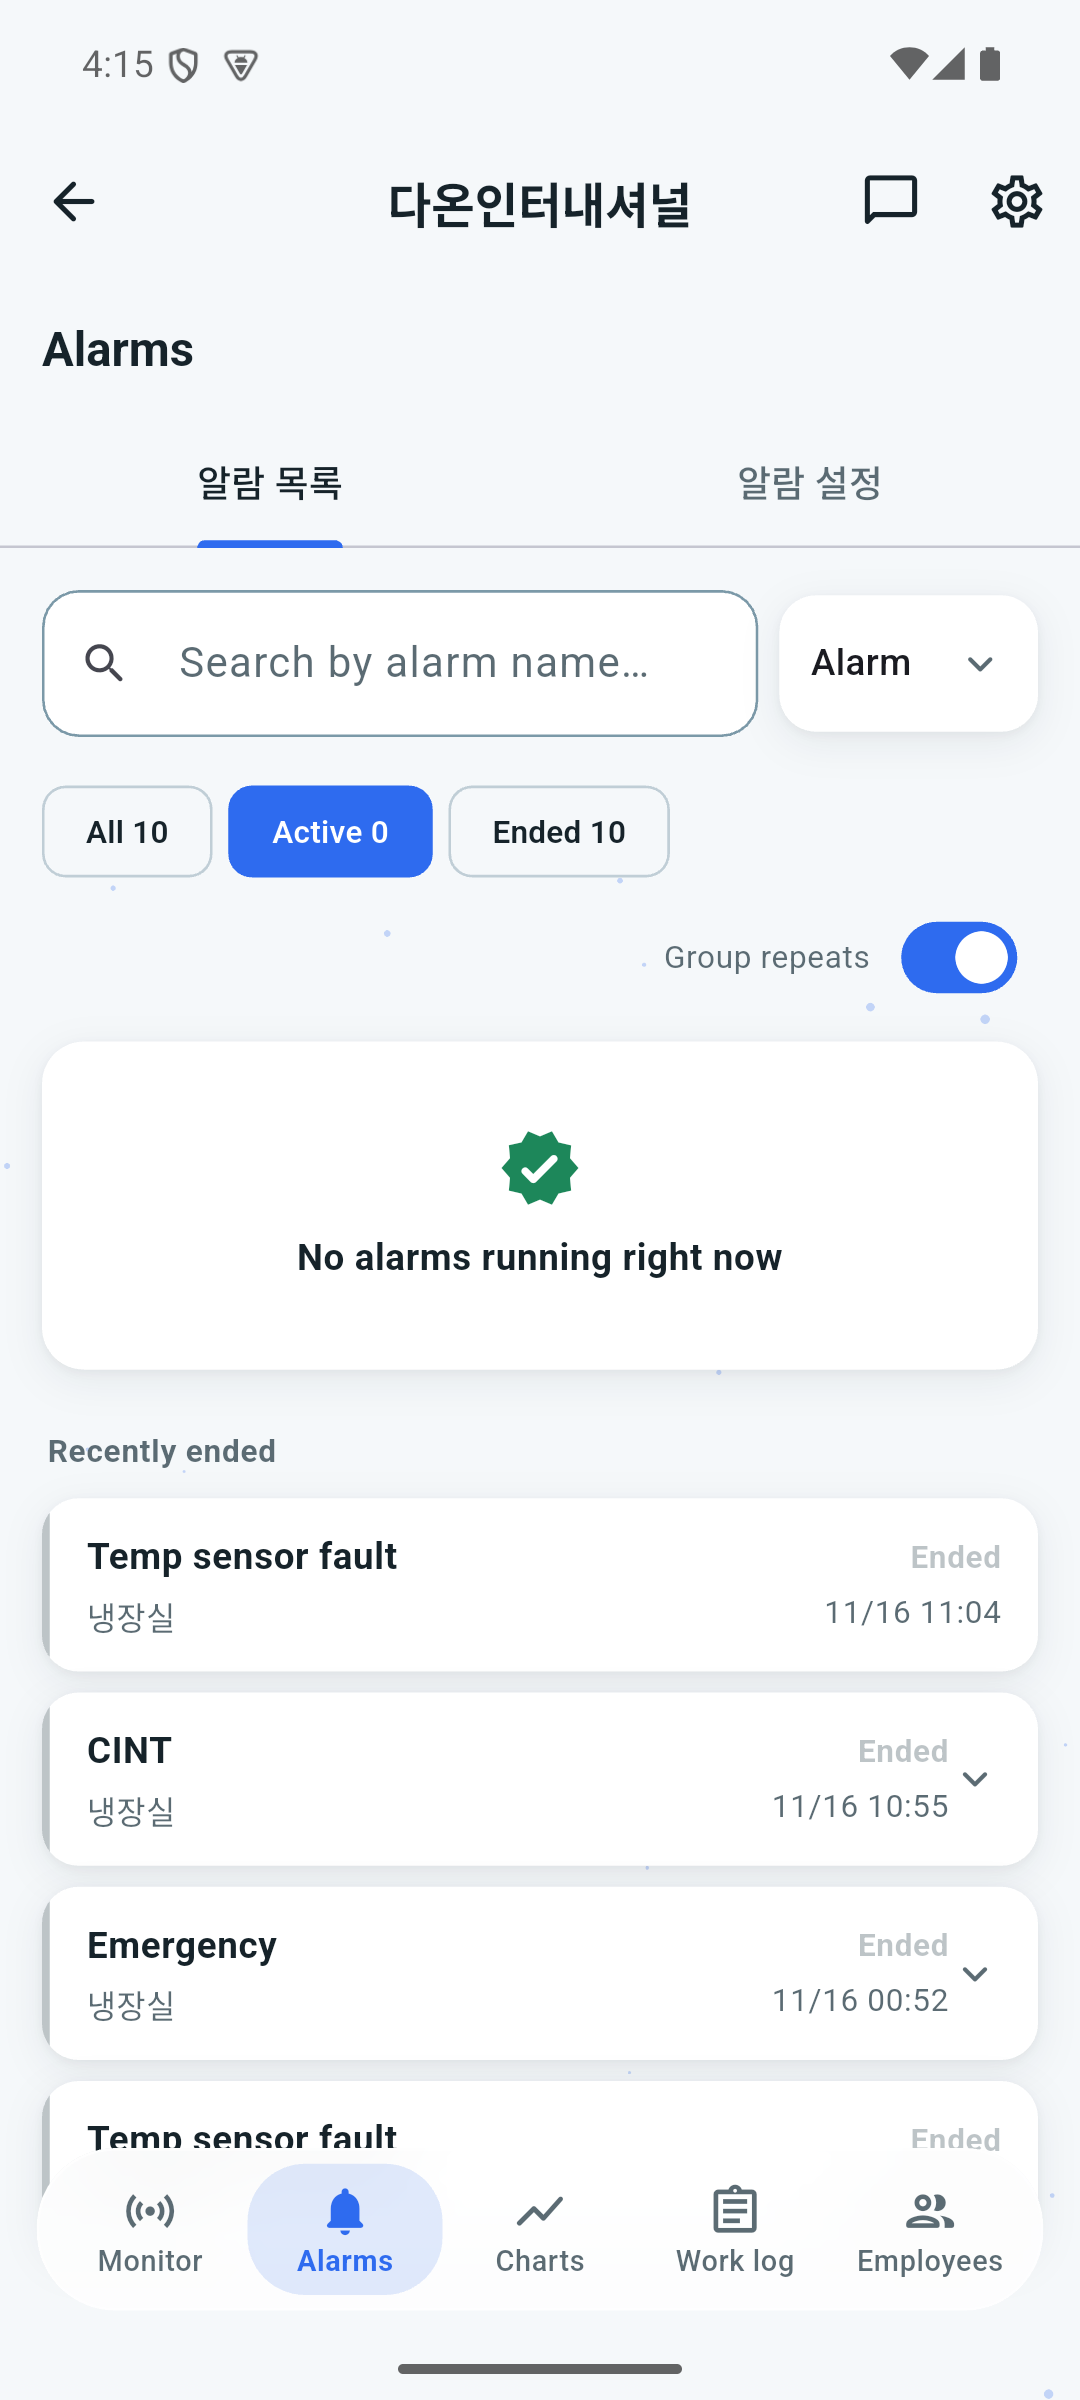 4:15
다온인터내셔널
Alarms
알람 목록
알람 설정
Search by alarm name...
Alarm
All 10
Active 0
Ended 10
Group repeats
No alarms running right now
Recently ended
Temp sensor fault
Ended
냉장실
11/16 11:04
CINT
Ended
냉장실
11/16 10:55
Emergency
Ended
냉장실
11/16 00:52
Temp sensor fault
Ended
Monitor
Alarms
Charts
Work log
Employees